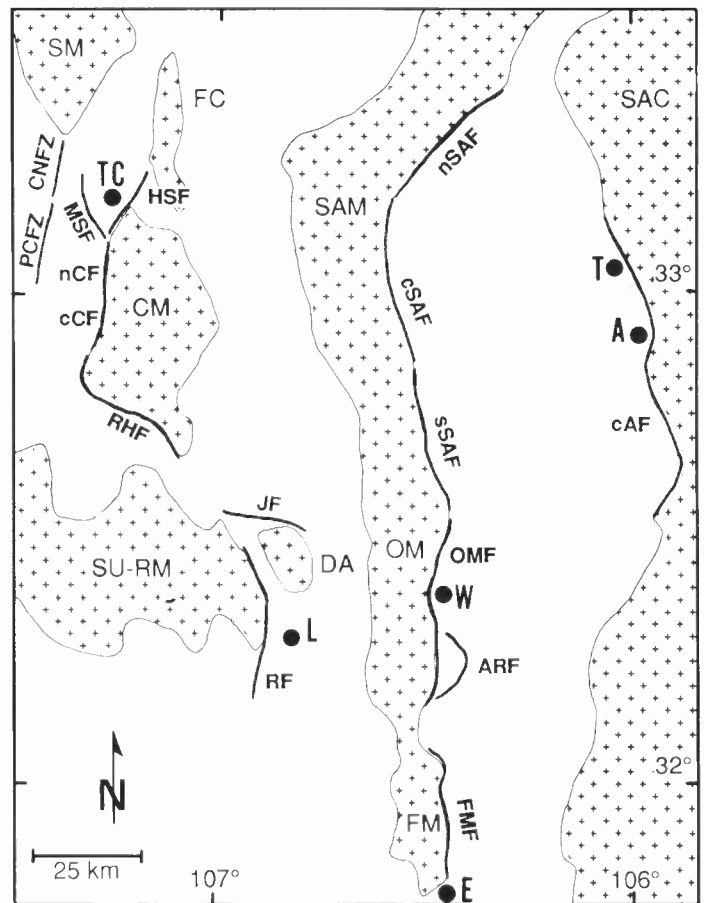 SM
FC
SAC
CNFZ
TC
HSF
nSAF
MSF
SAM
PCFZ
nCF
T
33°
cCF
CM
cSAF
A
RHF
sSAF
cAF
JF
SU-RM
DA
OM
OMF
W
L
RF
ARF
32°
N
FMF
FM
25 km
107°
E
106°